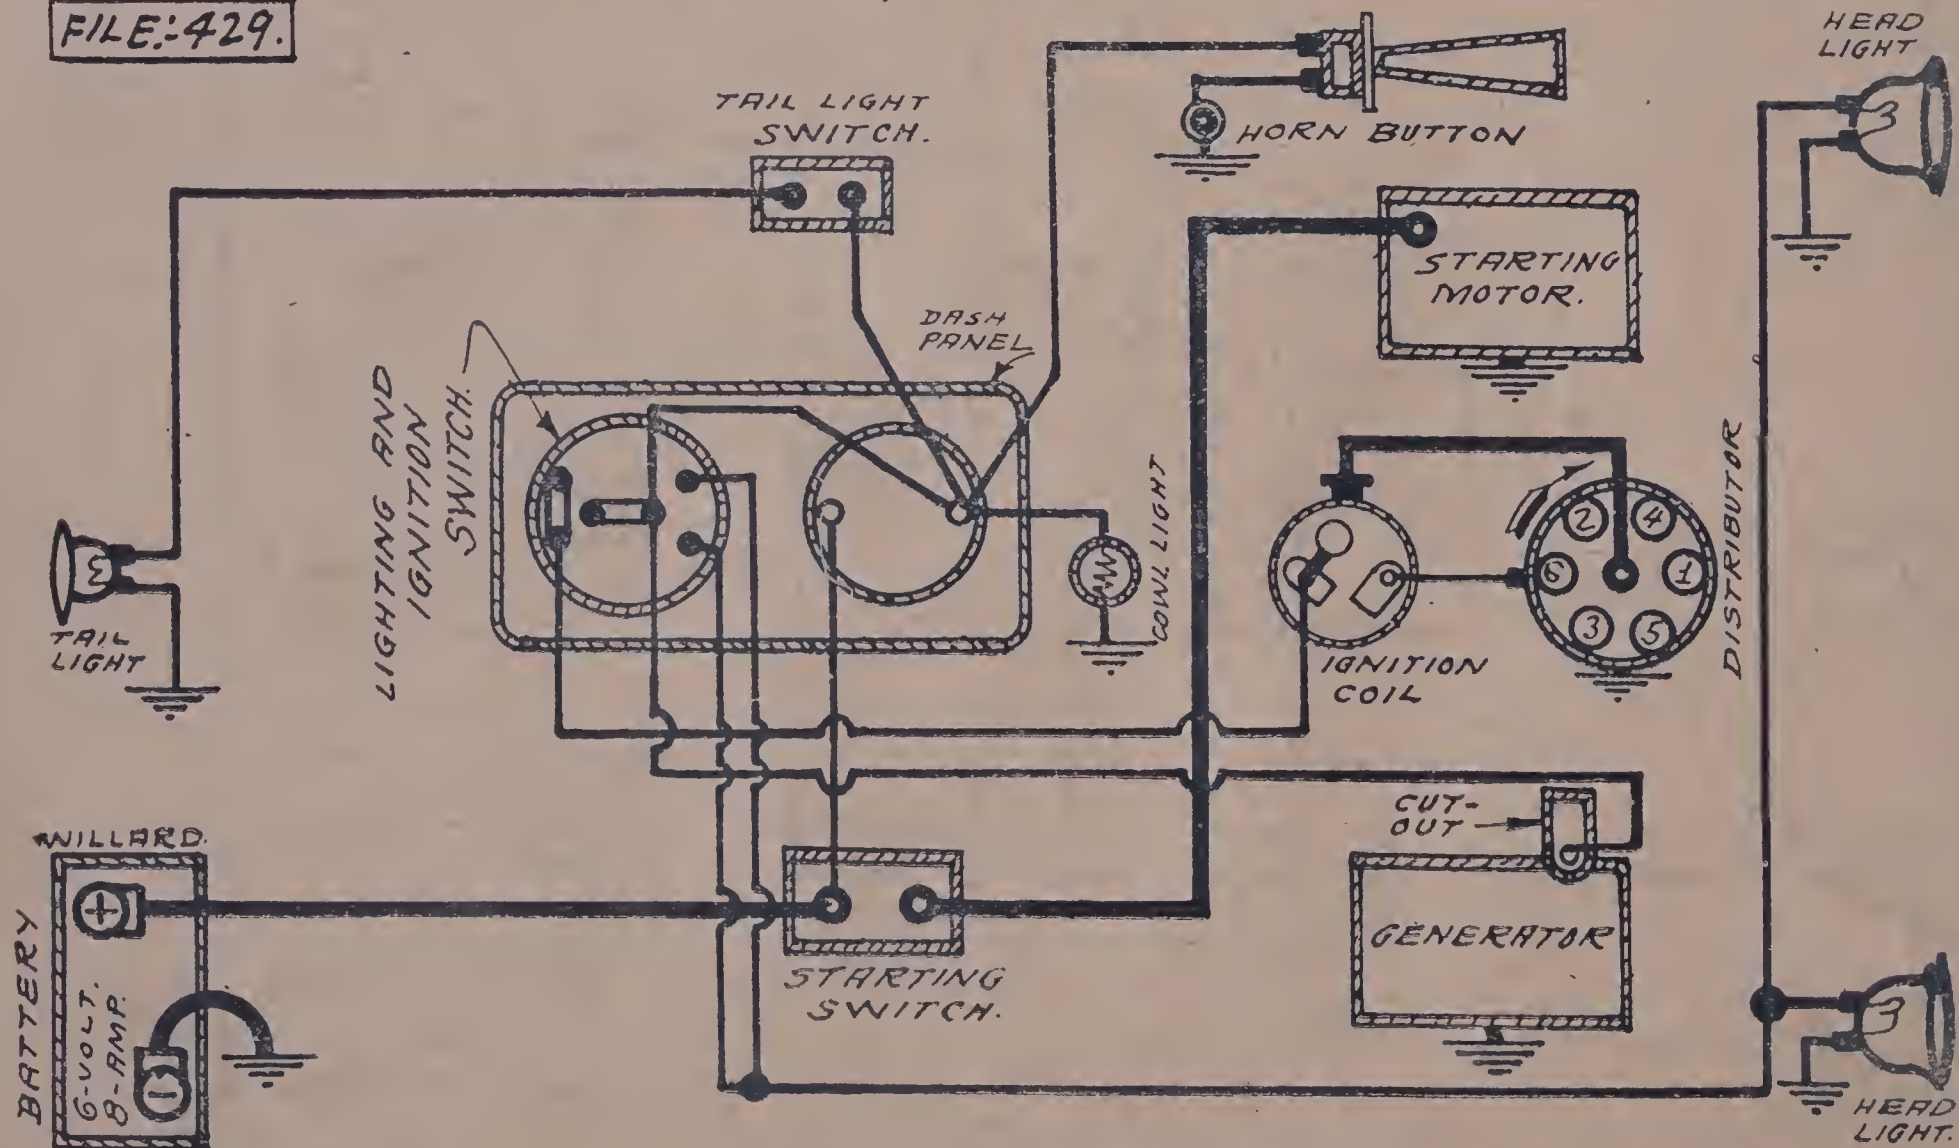 FILE:-429.
TAIL LIGHT
SWITCH.
HORN BUTTON
HEAD
LIGHT
STARTING
MOTOR.
DASH
PANEL
LIGHTING AND
IGNITION
SWITCH.
COWL LIGHT
2
4
6
1
3
5
DISTRIBUTOR
IGNITION
COIL
TAIL
LIGHT
CUT-
OUT
GENERATOR
WILLARD.
BATTERY
+
6-VOLT.
8-AMP.
-
STARTING
SWITCH.
HEAD
LIGHT.